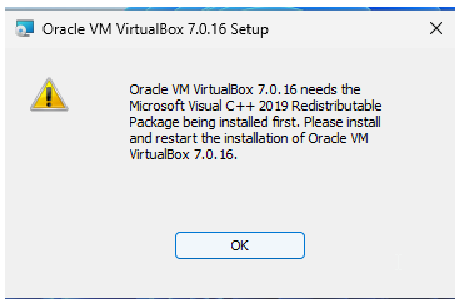 Oracle VM VirtualBox 7.0.16 Setup
Oracle VM VirtualBox 7.0.16 needs the
Microsoft Visual C++ 2019 Redistributable
Package being installed first. Please install
and restart the installation of Oracle VM
VirtualBox 7.0.16.
OK